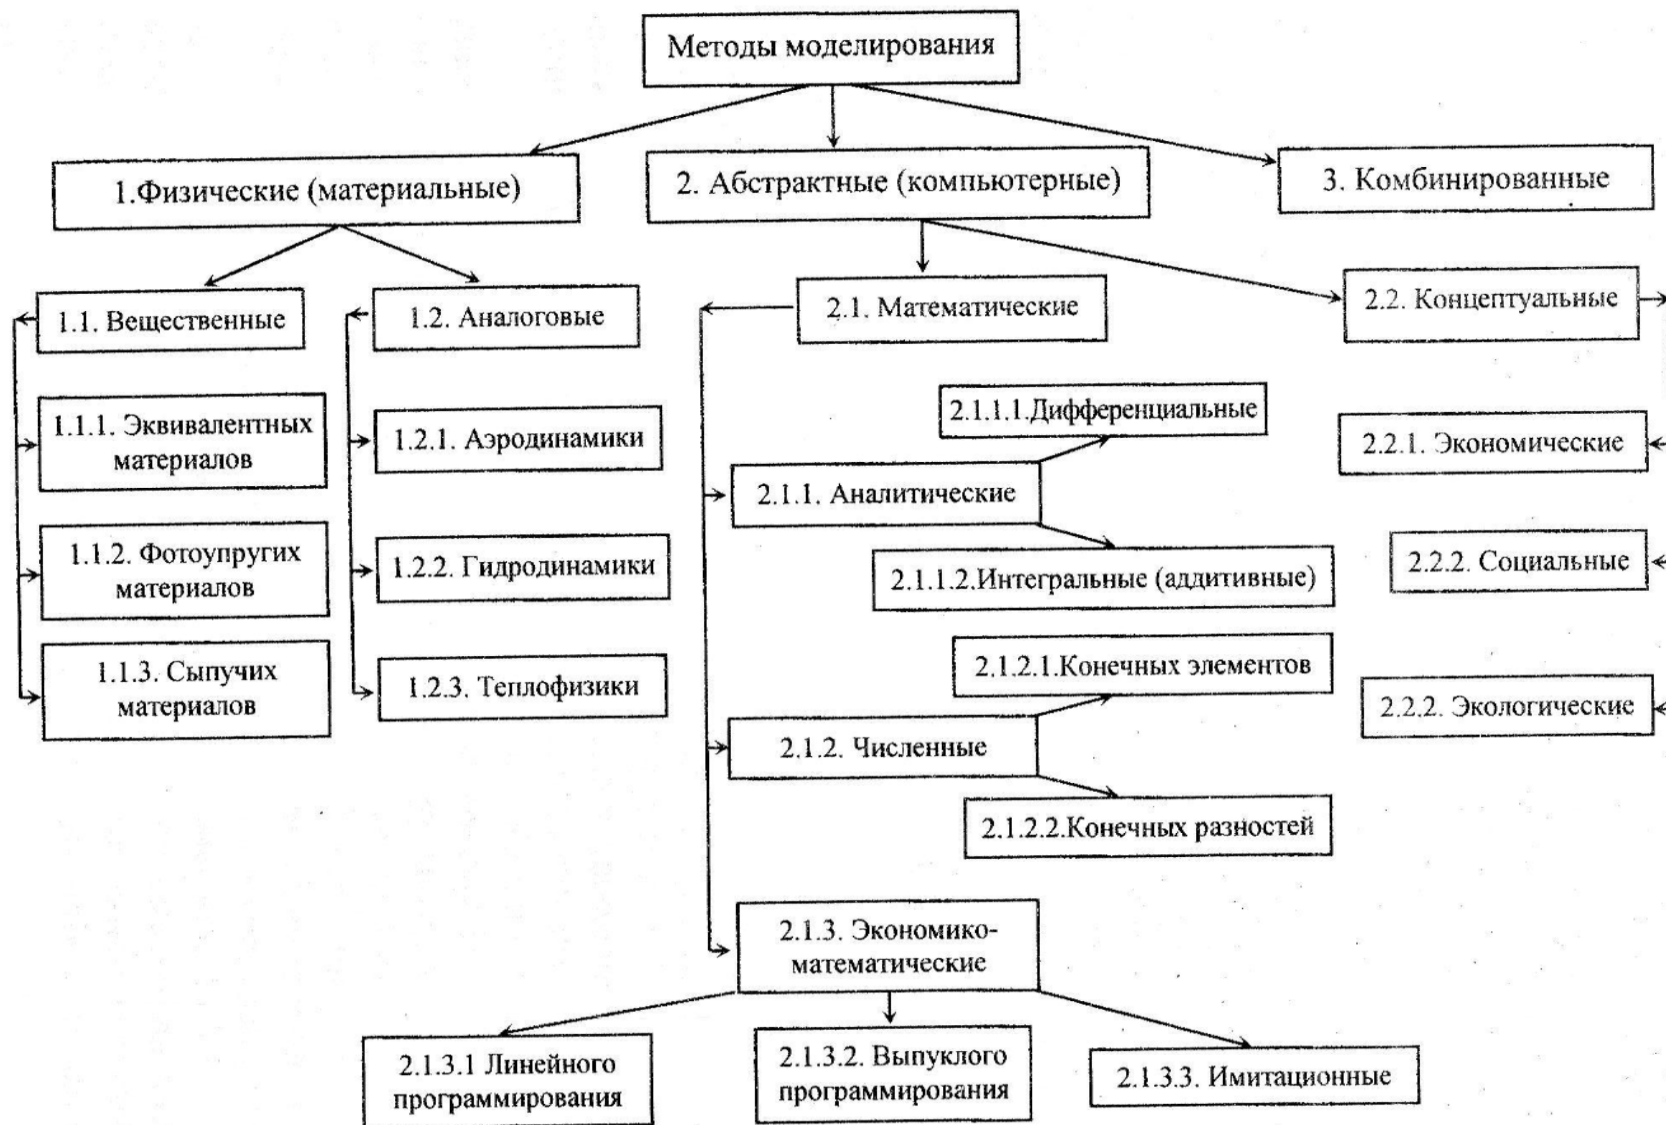 Методы моделирования
1.Физические (материальные)
2. Абстрактные (компьютерные)
3. Комбинированные
1.1. Вещественные
1.2. Аналоговые
2.1. Математические
2.2. Концептуальные
1.1.1. Эквивалентных
материалов
1.2.1. Аэродинамики
2.1.1.1.Дифференциальные
2.2.1. Экономические
2.1.1. Аналитические
1.1.2. Фотоупругих
материалов
1.2.2. Гидродинамики
2.1.1.2.Интегральные (аддитивные)
2.2.2. Социальные
1.1.3. Сыпучих
материалов
1.2.3. Теплофизики
2.1.2.1.Конечных элементов
2.2.2. Экологические
2.1.2. Численные
2.1.2.2.Конечных разностей
2.1.3. Экономико-
математические
2.1.3.1 Линейного
программирования
2.1.3.2. Выпуклого
программирования
2.1.3.3. Имитационные